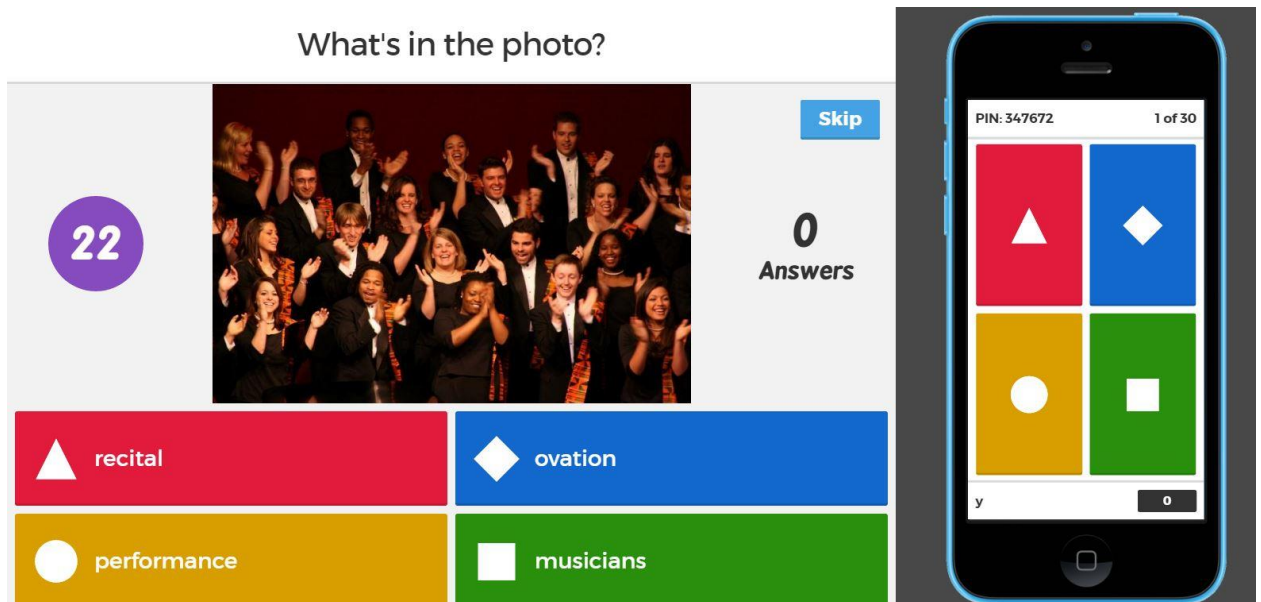 What's in the photo?
Skip
22
0
Answers
recital
ovation
performance
musicians
PIN: 347672 1 of 30
y 0